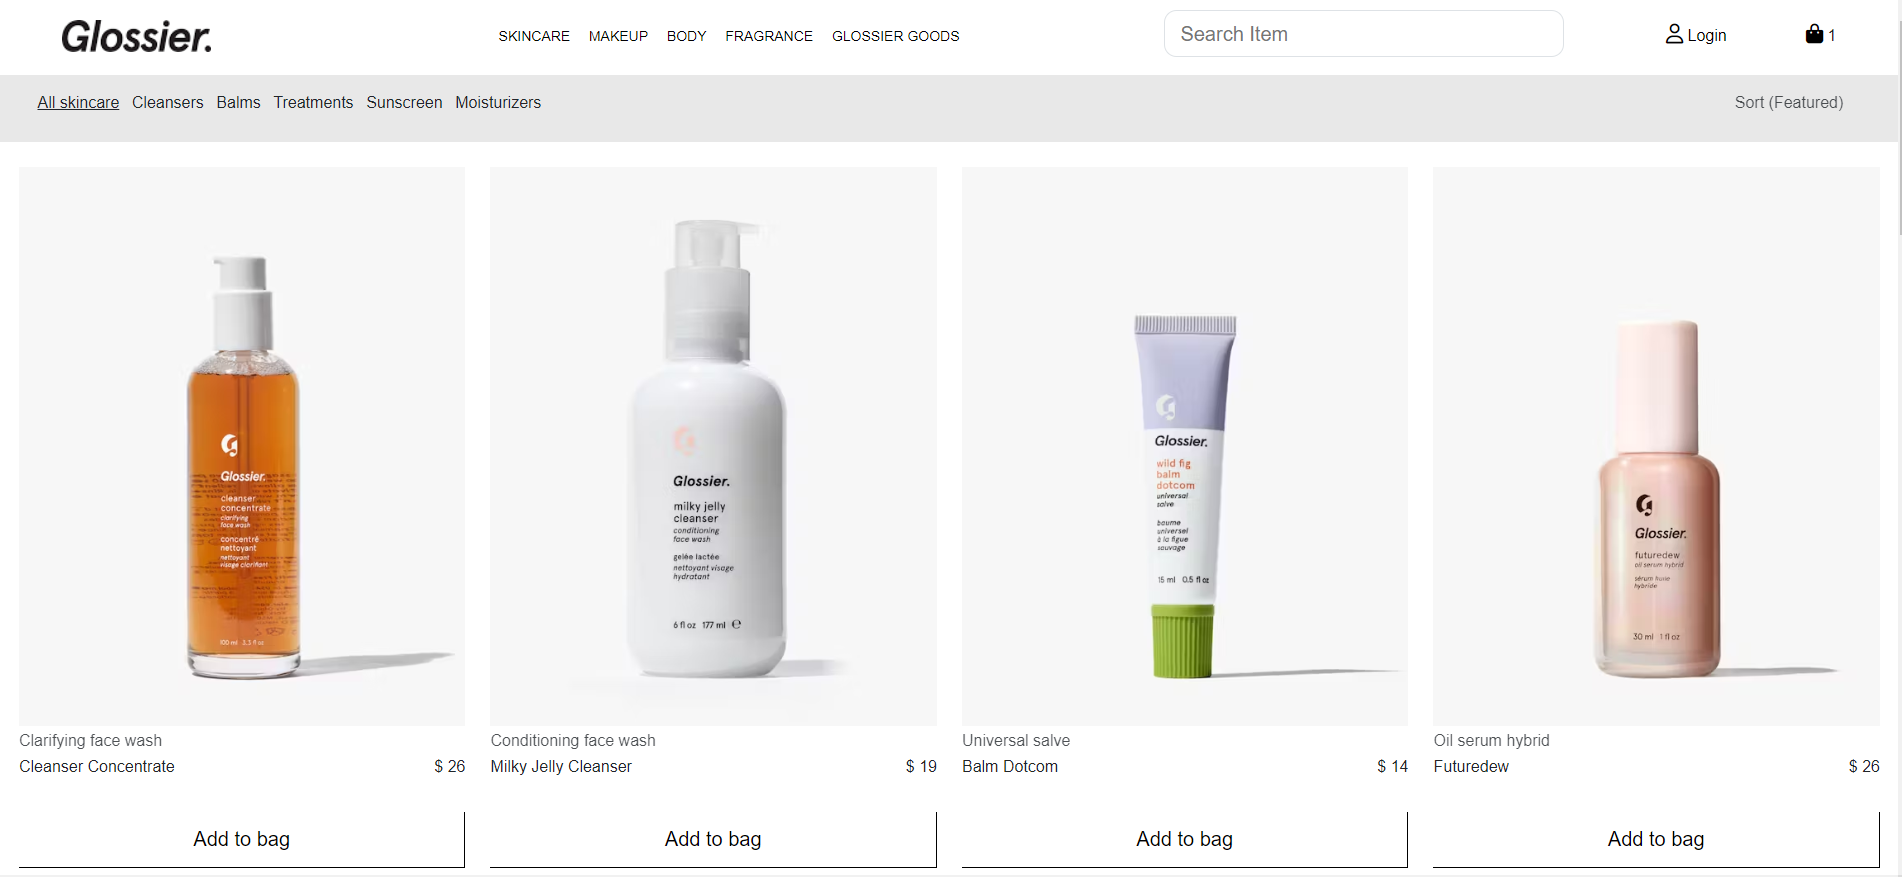 Glossier.
SKINCARE MAKEUP BODY FRAGRANCE GLOSSIER GOODS
Search Item
Login
1
All skincare Cleansers Balms Treatments Sunscreen Moisturizers
Sort (Featured)
Glossier.
cleanser
concentrate
clarifying
face wash
concentré
nettoyant
nettoyant
visage clarifiant
100 ml 3.3 fl oz
Clarifying face wash
Cleanser Concentrate
$ 26
Add to bag
Glossier.
milky jelly
cleanser
conditioning
face wash
gelée lactée
nettoyant visage
hydratant
6 fl oz 177 ml ℮
Conditioning face wash
Milky Jelly Cleanser
$ 19
Add to bag
Glossier.
wild fig
balm
dotcom
universal
salve
baume
universel
à la figue
sauvage
15 ml 0.5 fl oz
Universal salve
Balm Dotcom
$ 14
Add to bag
Glossier.
futuredew
oil serum hybrid
sérum huile
hybride
30 ml 1 fl oz
Oil serum hybrid
Futuredew
$ 26
Add to bag